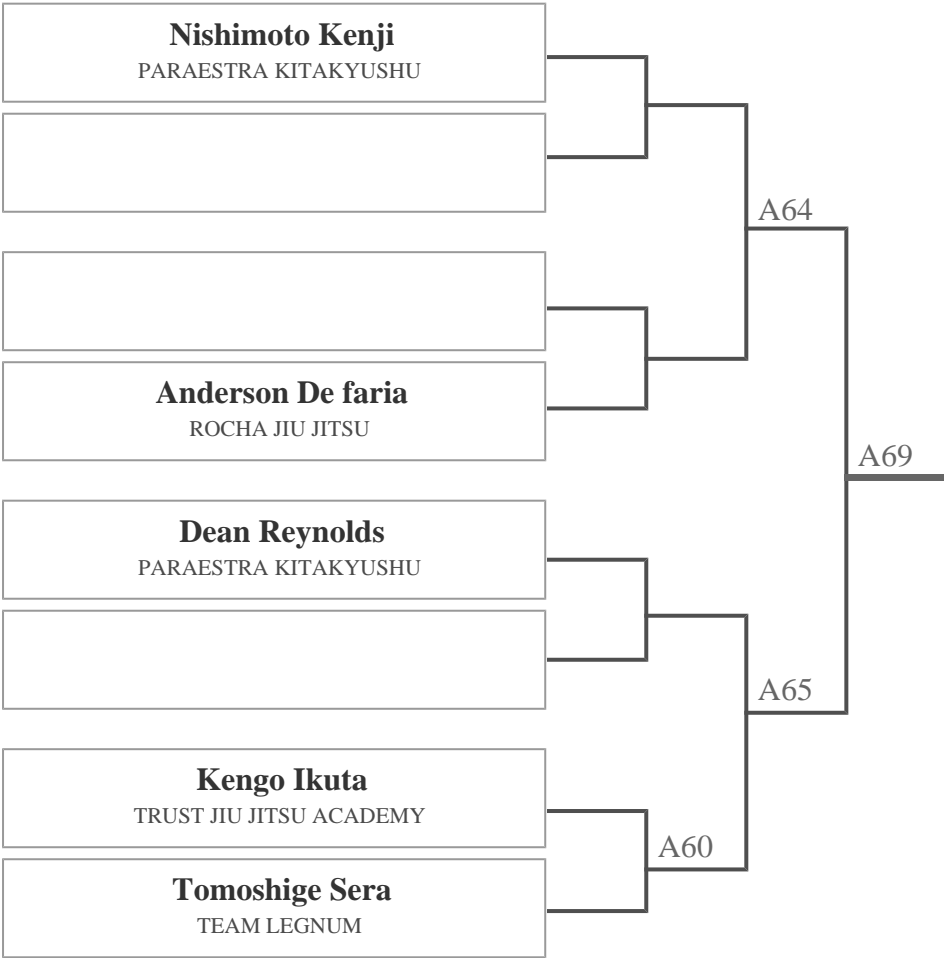 Nishimoto Kenji
PARAESTRA KITAKYUSHU
A64
Anderson De faria
ROCHA JIU JITSU
A69
Dean Reynolds
PARAESTRA KITAKYUSHU
A65
Kengo Ikuta
TRUST JIU JITSU ACADEMY
A60
Tomoshige Sera
TEAM LEGNUM